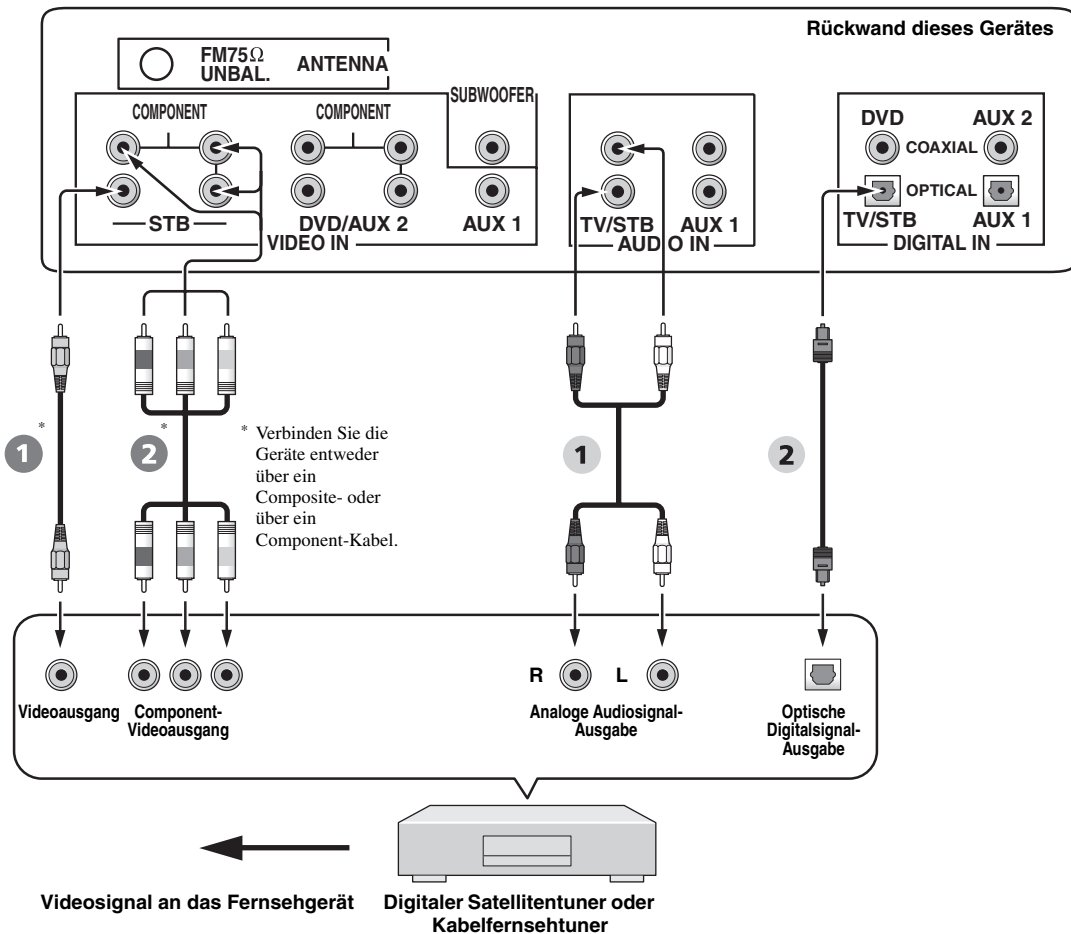 Rückwand dieses Gerätes
FM75Ω
UNBAL.
ANTENNA
COMPONENT
COMPONENT
SUBWOOFER
STB
DVD/AUX 2
AUX 1
VIDEO IN
TV/STB
AUX 1
AUDIO IN
DVD
AUX 2
COAXIAL
OPTICAL
TV/STB
AUX 1
DIGITAL IN
1*
2*
* Verbinden Sie die
Geräte entweder
über ein
Composite- oder
über ein
Component-Kabel.
1
2
Videoausgang
Component-
Videoausgang
R
L
Analoge Audiosignal-
Ausgabe
Optische
Digitalsignal-
Ausgabe
Videosignal an das Fernsehgerät
Digitaler Satellitentuner oder
Kabelfernsehtuner